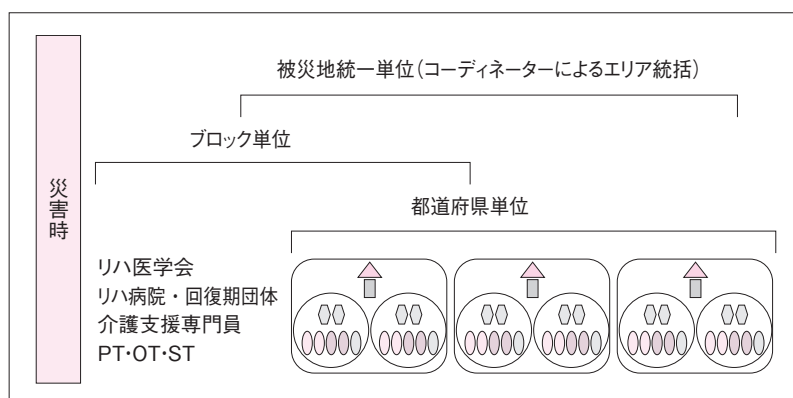 災害時
被災地統一単位（コーディネーターによるエリア統括）
ブロック単位
都道府県単位
リハ医学会
リハ病院・回復期団体
介護支援専門員
PT・OT・ST